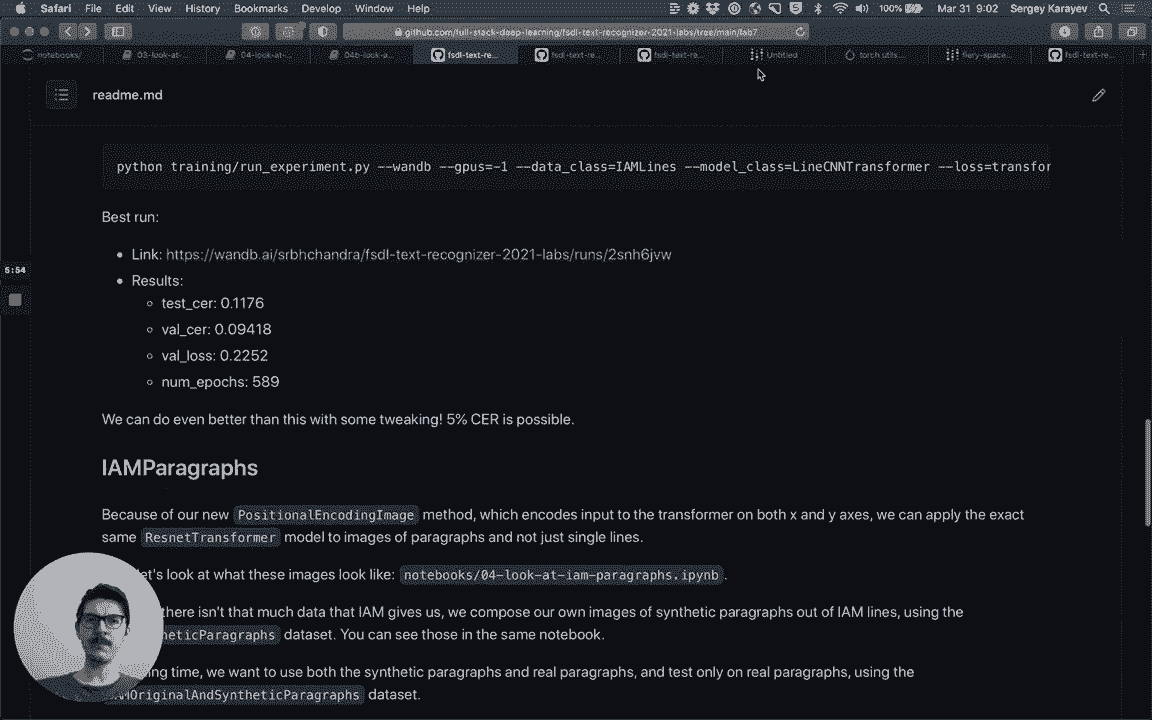 Safari File Edit View History Bookmarks Develop Window Help 100% Mar 31 9:02 Sergey Karayev
github.com/full-stack-deep-learning/fsdl-text-recognizer-2021-labs/tree/main/lab7
notebooks/ 03-look-at-... 04-look-at-... 04b-look-a... fsdl-text-re... fsdl-text-re... fsdl-text-re... Untitled torch.utils.... fiery-space... fsdl-text-re...
readme.md
python training/run_experiment.py --wandb --gpus=-1 --data_class=IAMLines --model_class=LineCNNTransformer --loss=transfor
Best run:
Link: https://wandb.ai/srbhchandra/fsdl-text-recognizer-2021-labs/runs/2snh6jvw
5:54
Results:
test_cer: 0.1176
val_cer: 0.09418
val_loss: 0.2252
num_epochs: 589
We can do even better than this with some tweaking! 5% CER is possible.
IAMParagraphs
Because of our new PositionalEncodingImage method, which encodes input to the transformer on both x and y axes, we can apply the exact
same ResnetTransformer model to images of paragraphs and not just single lines.
let's look at what these images look like: notebooks/04-look-at-iam-paragraphs.ipynb.
there isn't that much data that IAM gives us, we compose our own images of synthetic paragraphs out of IAM lines, using the
heticParagraphs dataset. You can see those in the same notebook.
ing time, we want to use both the synthetic paragraphs and real paragraphs, and test only on real paragraphs, using the
MOriginalAndSyntheticParagraphs dataset.